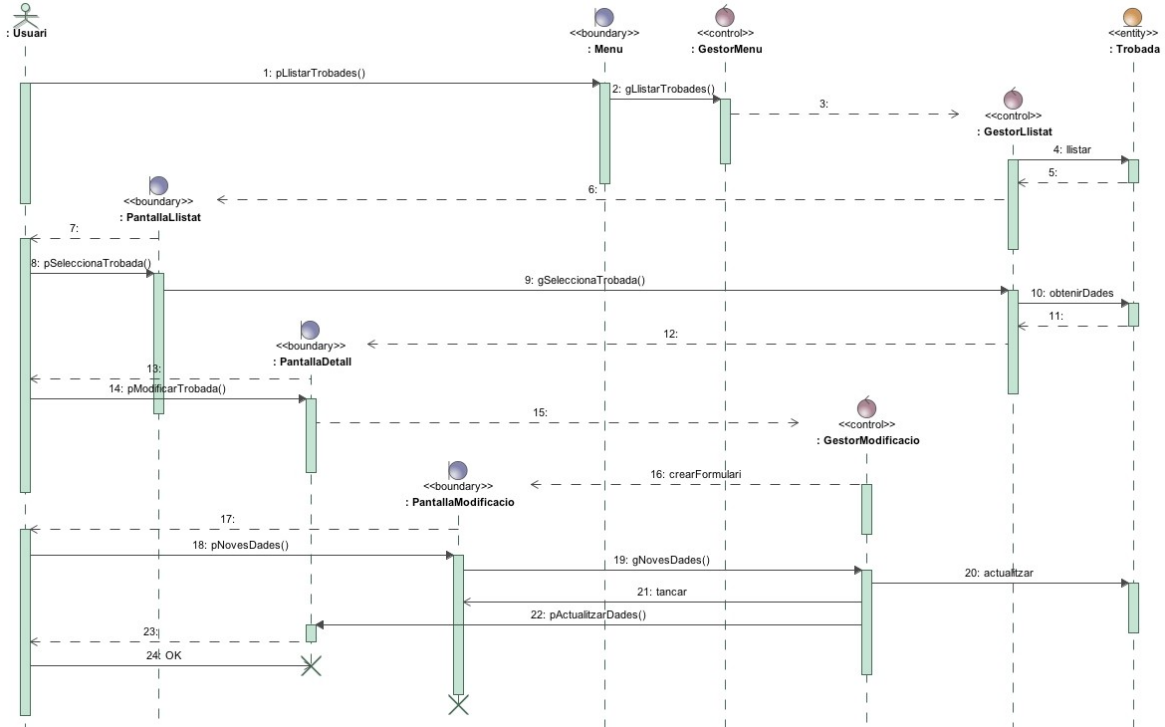 : Usuari
<<boundary>>
: Menu
<<control>>
: GestorMenu
<<entity>>
: Trobada
1: pLlistarTrobades()
2: gLlistarTrobades()
3:
<<control>>
: GestorLlistat
4: llistar
5:
6:
<<boundary>>
: PantallaLlistat
7:
8: pSeleccionaTrobada()
9: gSeleccionaTrobada()
10: obtenirDades
11:
12:
<<boundary>>
: PantallaDetall
13:
14: pModificarTrobada()
15:
<<control>>
: GestorModificacio
16: crearFormulari
<<boundary>>
: PantallaModificacio
17:
18: pNovesDades()
19: gNovesDades()
20: actualitzar
21: tancar
22: pActualitzarDades()
23:
24: OK